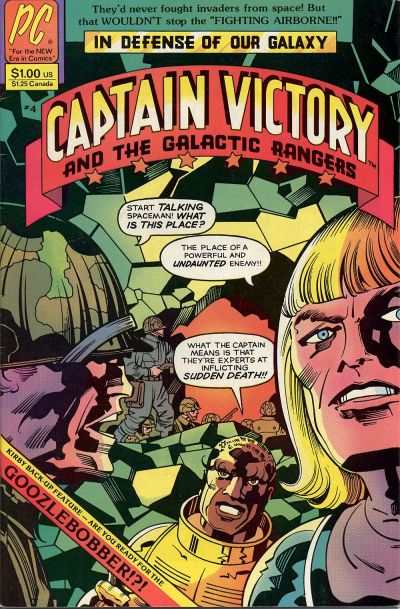 PC
"For the NEW
Era in Comics"
$1.00 US
$1.25 Canada
#4
They'd never fought invaders from space! But
that WOULDN'T stop the "FIGHTING AIRBORNE!!"
IN DEFENSE OF OUR GALAXY
CAPTAIN VICTORY
AND THE GALACTIC RANGERS
TM
START TALKING
SPACEMAN! WHAT
IS THIS PLACE?
THE PLACE OF A
POWERFUL AND
UNDAUNTED ENEMY!!
WHAT THE CAPTAIN
MEANS IS THAT
THEY'RE EXPERTS AT
INFLICTING
SUDDEN DEATH!!
KIRBY BACK-UP FEATURE — ARE YOU READY FOR THE
GOOZLEBOBBER!?!